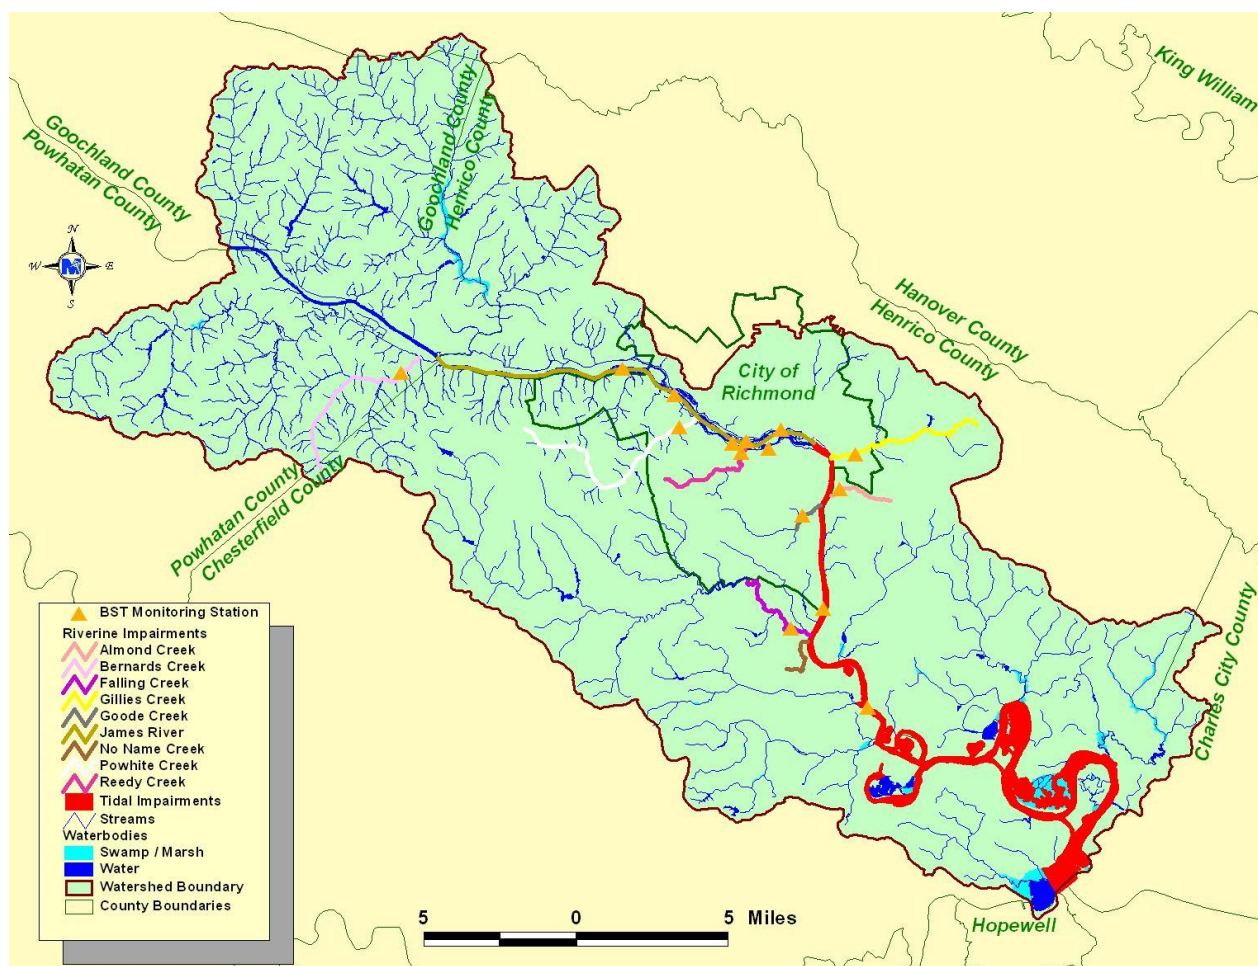 King William
Goochland County
Henrico County
Goochland County
Powhatan County
N
W
M
E
S
Hanover County
Henrico County
City of
Richmond
Powhatan County
Chesterfield County
Charles City County
BST Monitoring Station
Riverine Impairments
Almond Creek
Bernards Creek
Falling Creek
Gillies Creek
Goode Creek
James River
No Name Creek
Powhite Creek
Reedy Creek
Tidal Impairments
Streams
Waterbodies
Swamp / Marsh
Water
Watershed Boundary
County Boundaries
5 0 5 Miles
Hopewell